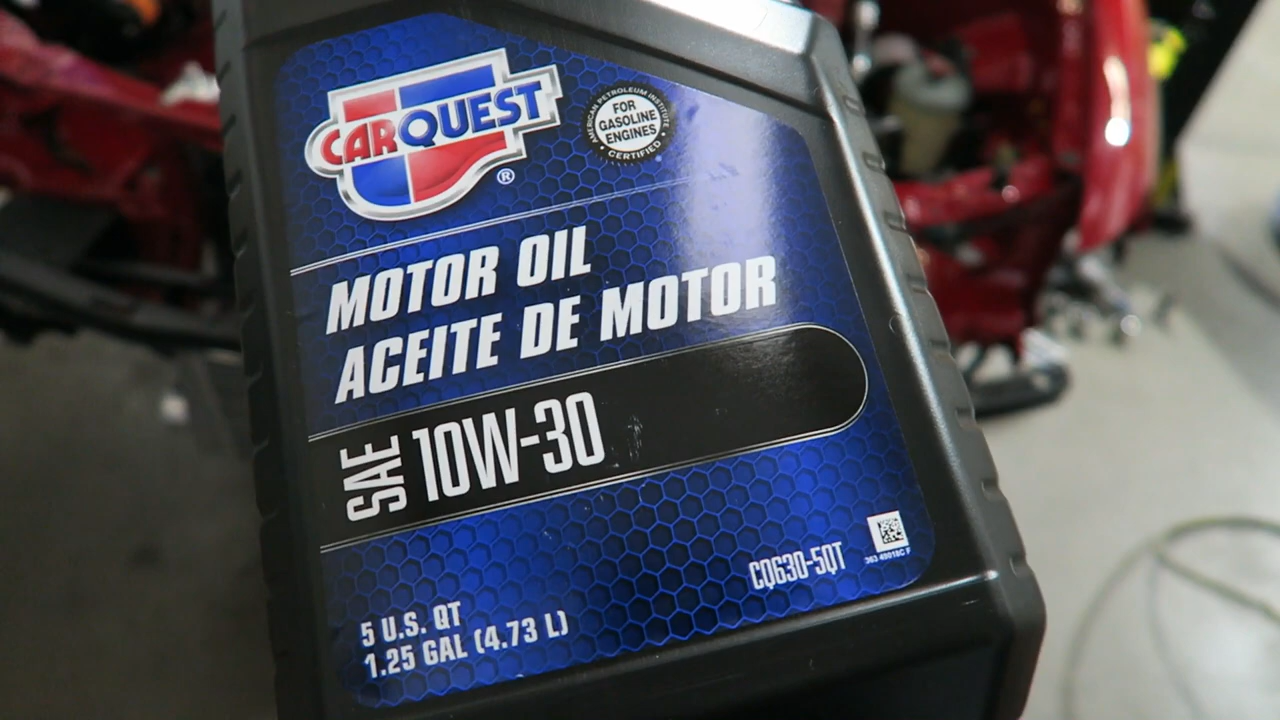 CARQUEST
®
AMERICAN PETROLEUM INSTITUTE
FOR
GASOLINE
ENGINES
CERTIFIED
MOTOR OIL
ACEITE DE MOTOR
SAE 10W-30
CQ630-5QT
5 U.S. QT
1.25 GAL (4.73 L)